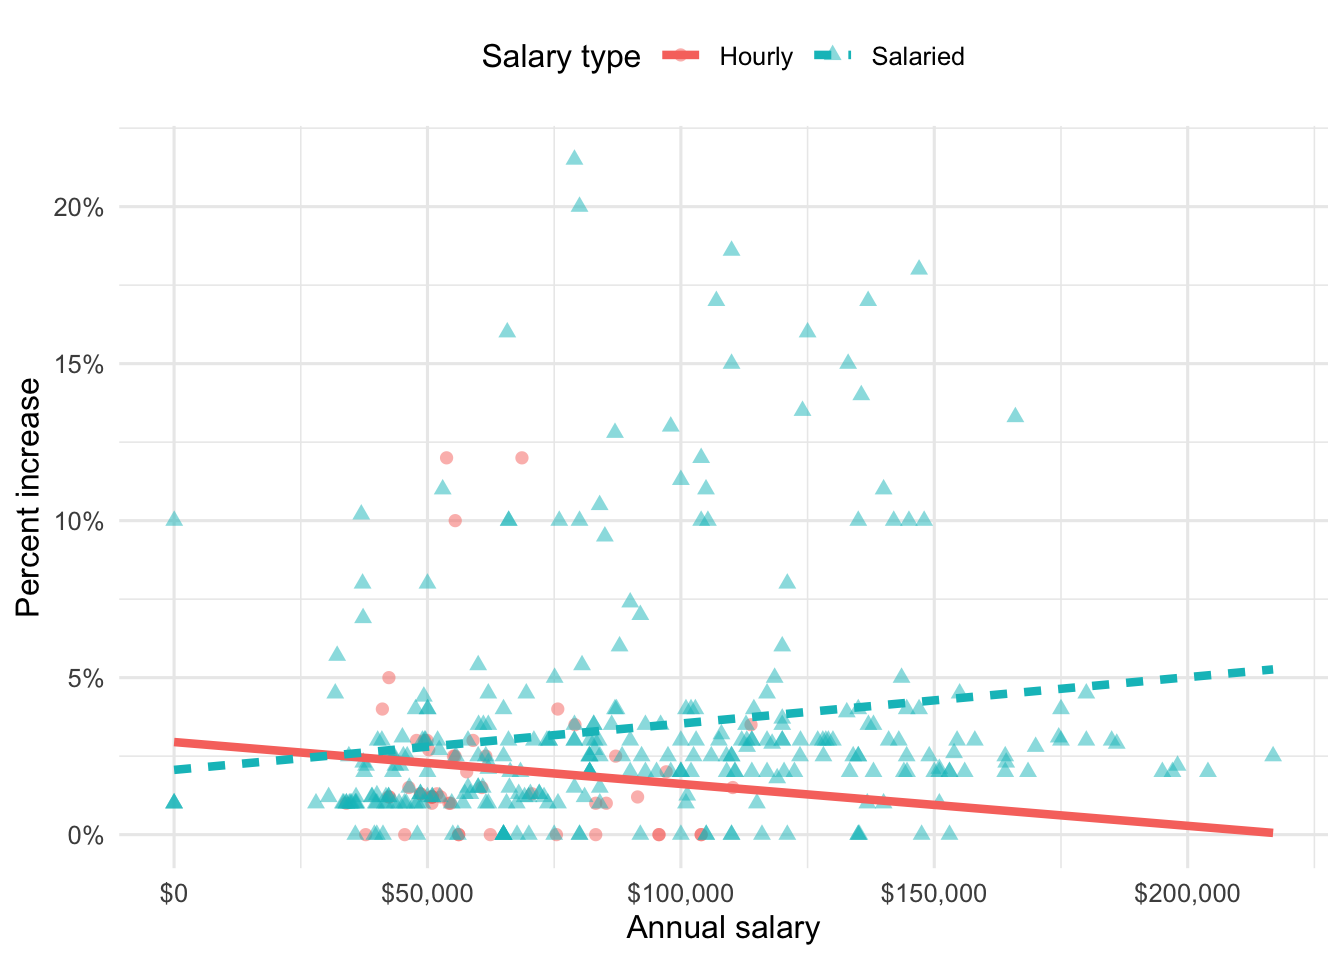 Salary type Hourly Salaried
20%
15%
10%
5%
0%
Percent increase
$0 $50,000 $100,000 $150,000 $200,000
Annual salary